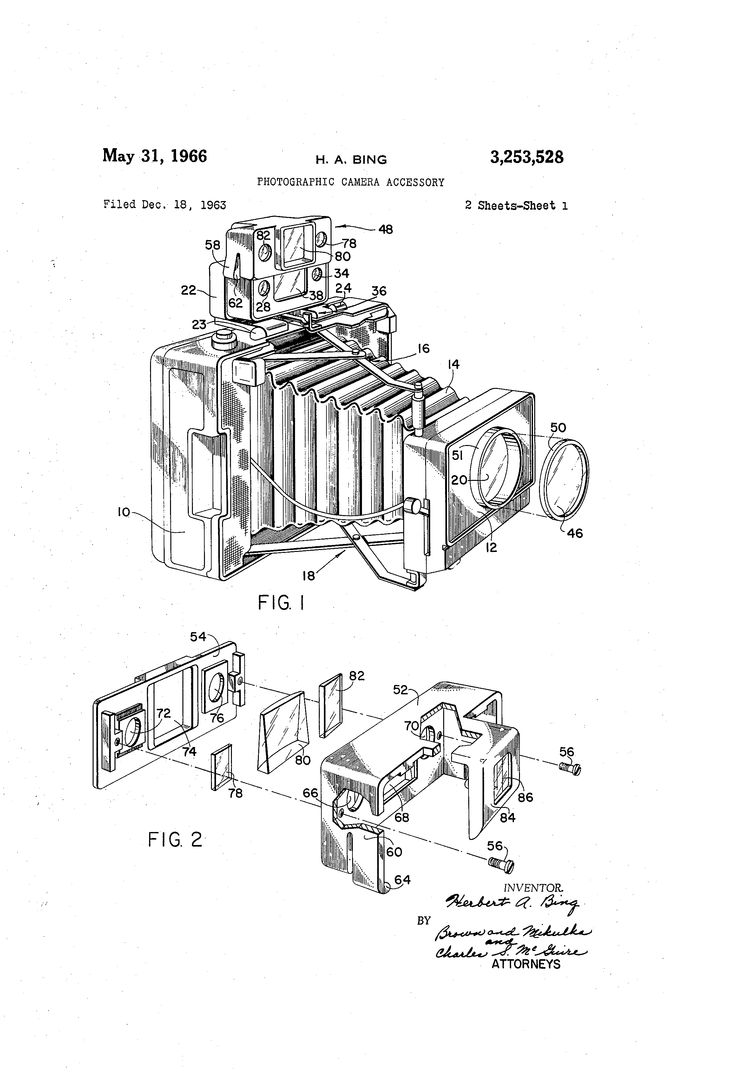 May 31, 1966
H. A. BING
3,253,528
PHOTOGRAPHIC CAMERA ACCESSORY
Filed Dec. 18, 1963
2 Sheets-Sheet 1
82
48
78
80
58
34
22
24
62
28
38
36
23
16
14
50
51
20
10
46
12
18
FIG. 1
54
82
52
72
76
70
74
80
56
78
86
66
84
68
FIG. 2
60
56
64
INVENTOR.
Herbert A. Bing
BY
Brown and Mikulka
and
Charles S. McGuire
ATTORNEYS